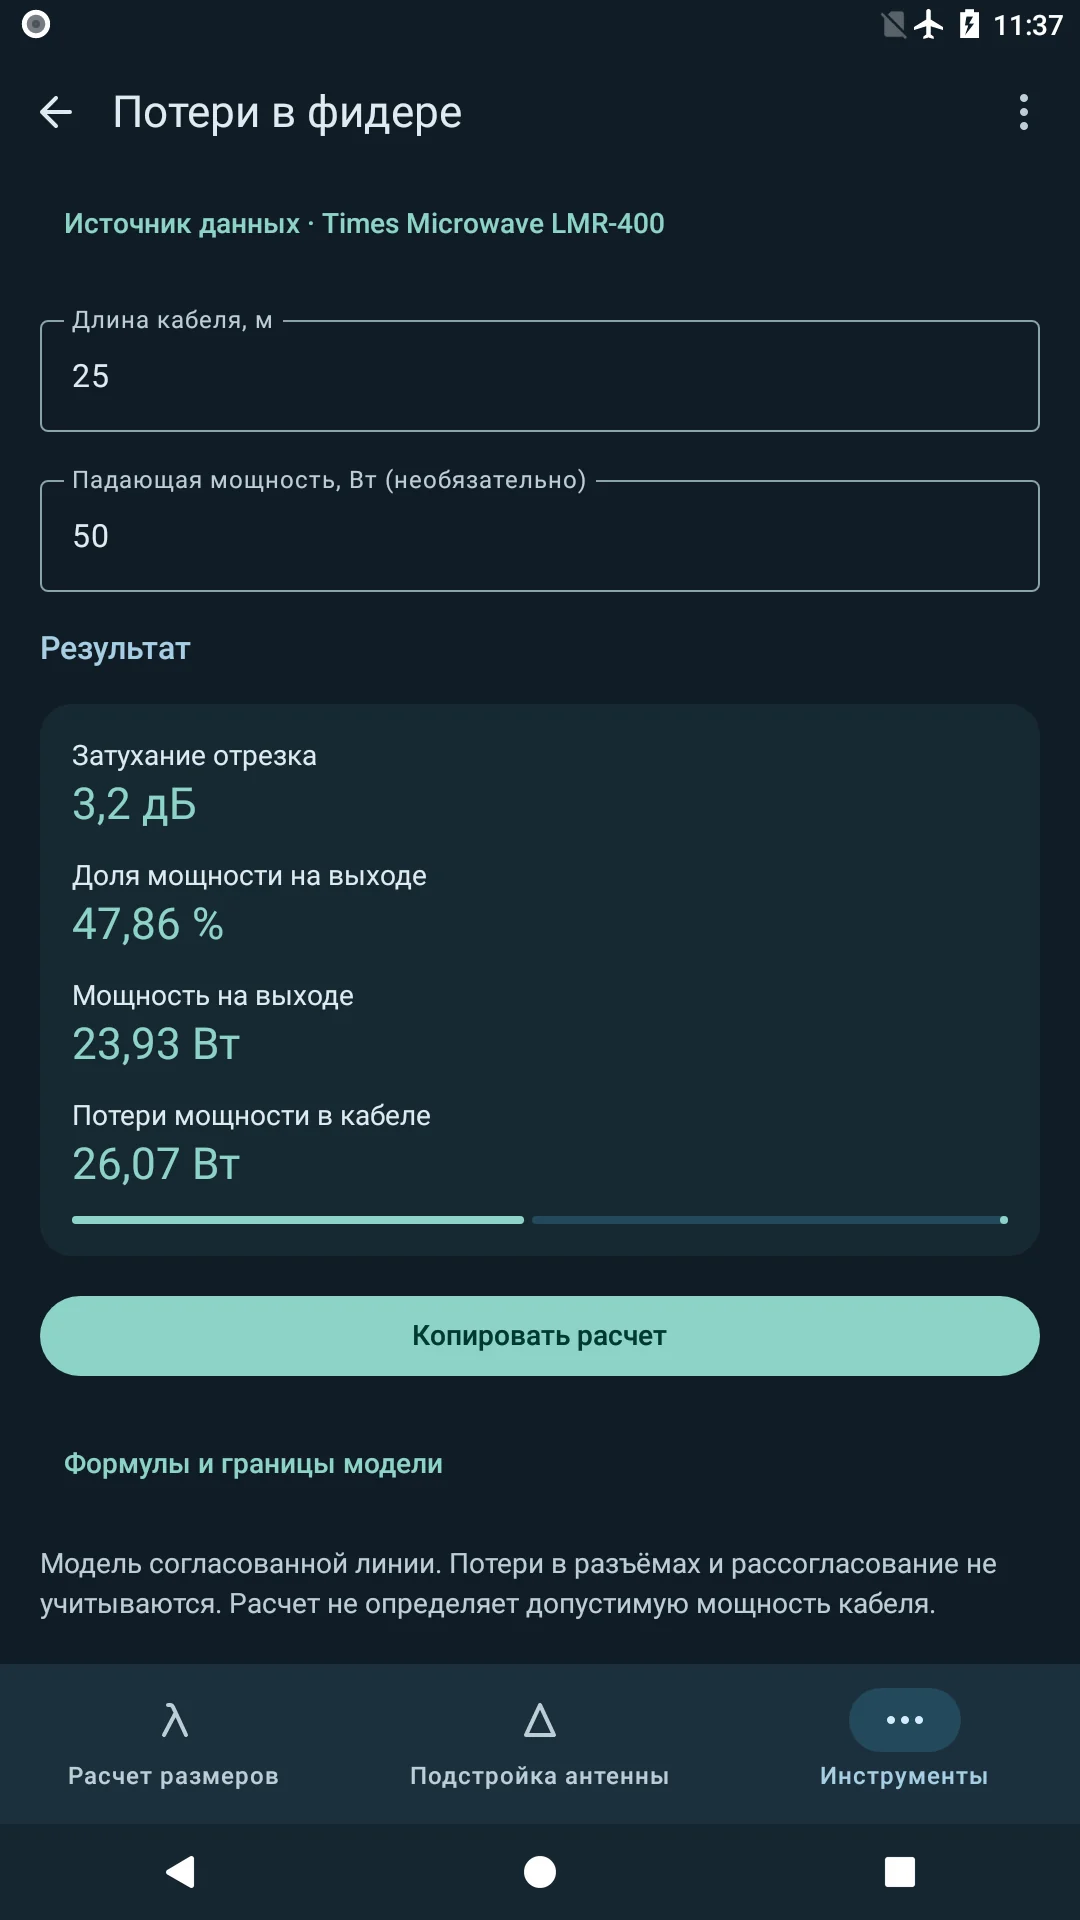 11:37
Потери в фидере
Источник данных · Times Microwave LMR-400
Длина кабеля, м
25
Падающая мощность, Вт (необязательно)
50
Результат
Затухание отрезка
3,2 дБ
Доля мощности на выходе
47,86 %
Мощность на выходе
23,93 Вт
Потери мощности в кабеле
26,07 Вт
Копировать расчет
Формулы и границы модели
Модель согласованной линии. Потери в разъёмах и рассогласование не
учитываются. Расчет не определяет допустимую мощность кабеля.
λ
Δ
Расчет размеров
Подстройка антенны
Инструменты